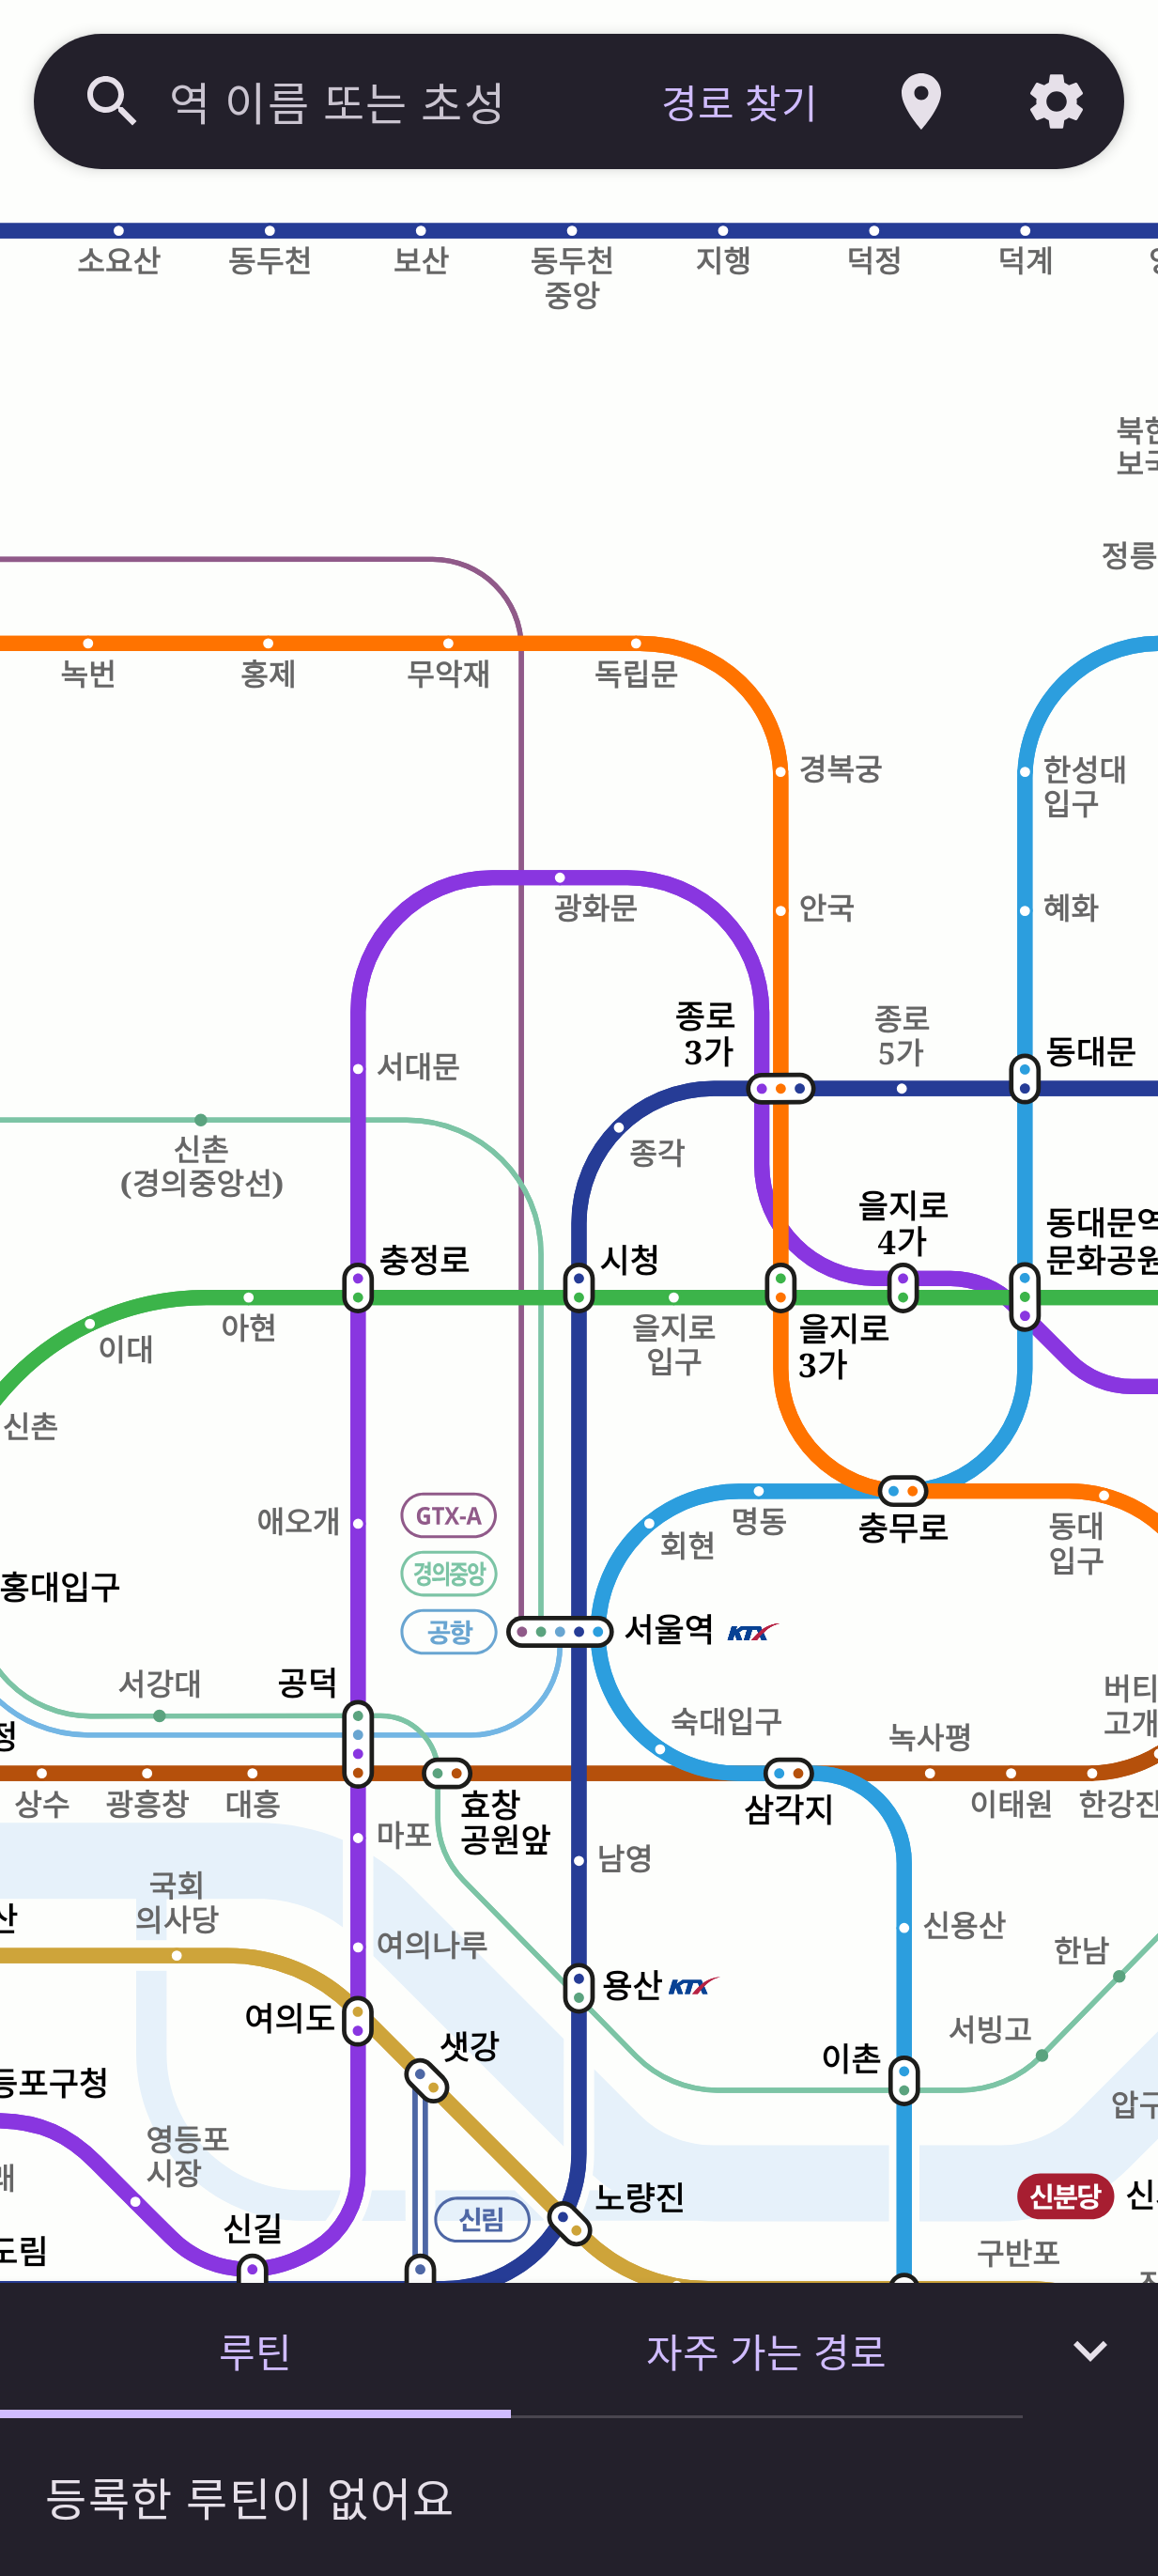 역 이름 또는 초성
경로 찾기
소요산
동두천
보산
동두천
중앙
지행
덕정
덕계
정릉
녹번
홍제
무악재
독립문
경복궁
한성대
입구
광화문
안국
혜화
종로
3가
종로
5가
동대문
서대문
종각
신촌
(경의중앙선)
을지로
4가
충정로
시청
동대문역
문화공원
이대
아현
을지로
입구
을지로
3가
신촌
애오개
GTX-A
회현
명동
충무로
동대
입구
경의중앙
홍대입구
공항
서울역 KTX
서강대
공덕
숙대입구
녹사평
버티
고개
상수
광흥창
대흥
효창
공원앞
삼각지
이태원
한강진
마포
남영
국회
의사당
여의나루
신용산
한남
용산 KTX
여의도
샛강
이촌
서빙고
등포구청
영등포
시장
신림
노량진
신분당
신길
도림
구반포
루틴
자주 가는 경로
등록한 루틴이 없어요